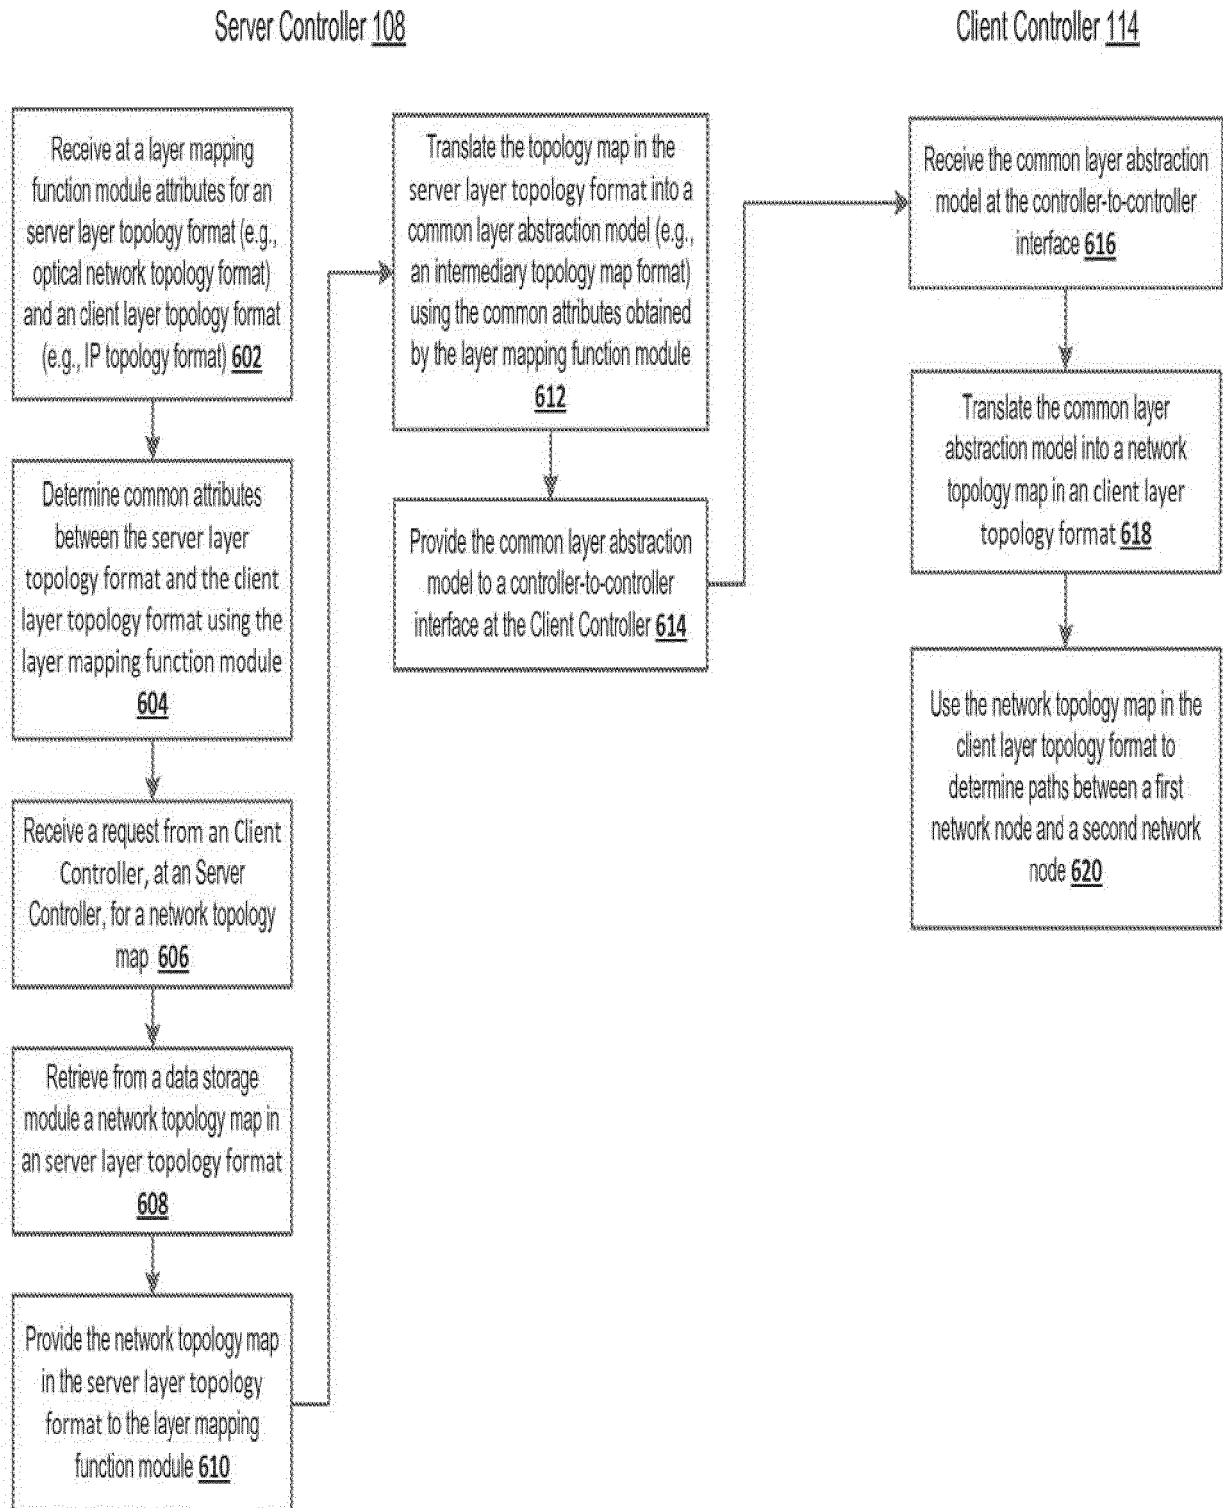 Server Controller 108
Client Controller 114
Receive at a layer mapping
function module attributes for an
server layer topology format (e.g.,
optical network topology format)
and an client layer topology format
(e.g., IP topology format) 602
Determine common attributes
between the server layer
topology format and the client
layer topology format using the
layer mapping function module
604
Receive a request from an Client
Controller, at an Server
Controller, for a network topology
map 606
Retrieve from a data storage
module a network topology map in
an server layer topology format
608
Provide the network topology map
in the server layer topology
format to the layer mapping
function module 610
Translate the topology map in the
server layer topology format into a
common layer abstraction model (e.g.,
an intermediary topology map format)
using the common attributes obtained
by the layer mapping function module
612
Provide the common layer abstraction
model to a controller-to-controller
interface at the Client Controller 614
Receive the common layer abstraction
model at the controller-to-controller
interface 616
Translate the common layer
abstraction model into a network
topology map in an client layer
topology format 618
Use the network topology map in the
client layer topology format to
determine paths between a first
network node and a second network
node 620